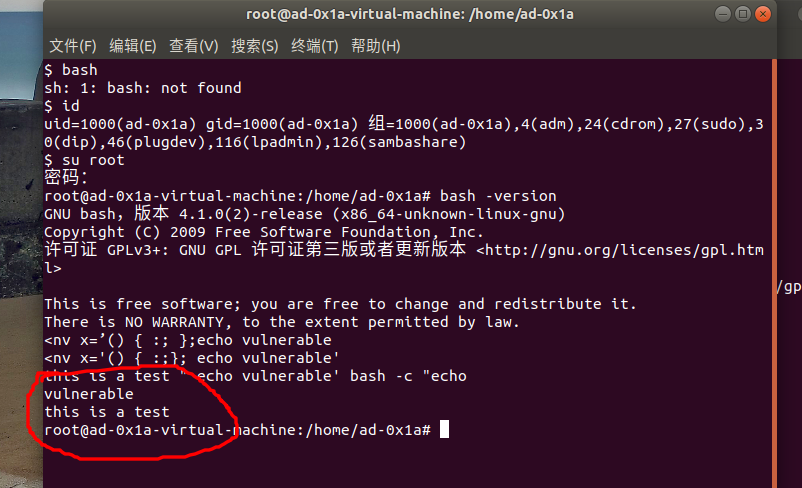 root@ad-0x1a-virtual-machine: /home/ad-0x1a
文件(F) 编辑(E) 查看(V) 搜索(S) 终端(T) 帮助(H)
$ bash
sh: 1: bash: not found
$ id
uid=1000(ad-0x1a) gid=1000(ad-0x1a) 组=1000(ad-0x1a),4(adm),24(cdrom),27(sudo),3
0(dip),46(plugdev),116(lpadmin),126(sambashare)
$ su root
密码：
root@ad-0x1a-virtual-machine:/home/ad-0x1a# bash -version
GNU bash，版本 4.1.0(2)-release (x86_64-unknown-linux-gnu)
Copyright (C) 2009 Free Software Foundation, Inc.
许可证 GPLv3+: GNU GPL 许可证第三版或者更新版本 <http://gnu.org/licenses/gpl.htm
l>
/gp
This is free software; you are free to change and redistribute it.
There is NO WARRANTY, to the extent permitted by law.
<nv x=’() { :; };echo vulnerable
<nv x='() { :;}; echo vulnerable'
this is a test " echo vulnerable' bash -c "echo
vulnerable
this is a test
root@ad-0x1a-virtual-machine:/home/ad-0x1a#